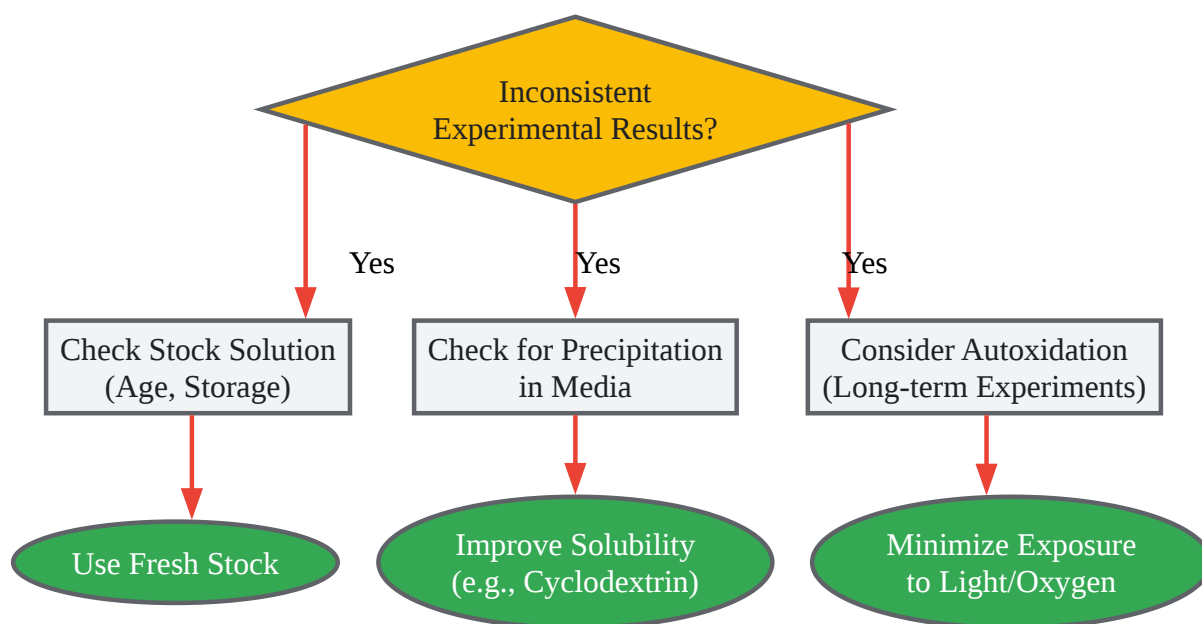 Inconsistent
Experimental Results?
Yes
Yes
Yes
Check Stock Solution
(Age, Storage)
Check for Precipitation
in Media
Consider Autoxidation
(Long-term Experiments)
Use Fresh Stock
Improve Solubility
(e.g., Cyclodextrin)
Minimize Exposure
to Light/Oxygen